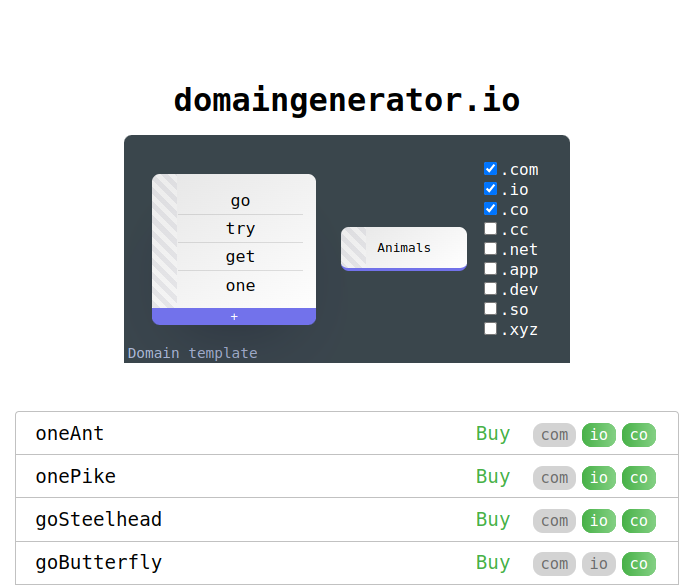 domaingenerator.io
go
try
get
one
+
Animals
.com
.io
.co
.cc
.net
.app
.dev
.so
.xyz
Domain template
oneAnt Buy com io co
onePike Buy com io co
goSteelhead Buy com io co
goButterfly Buy com io co